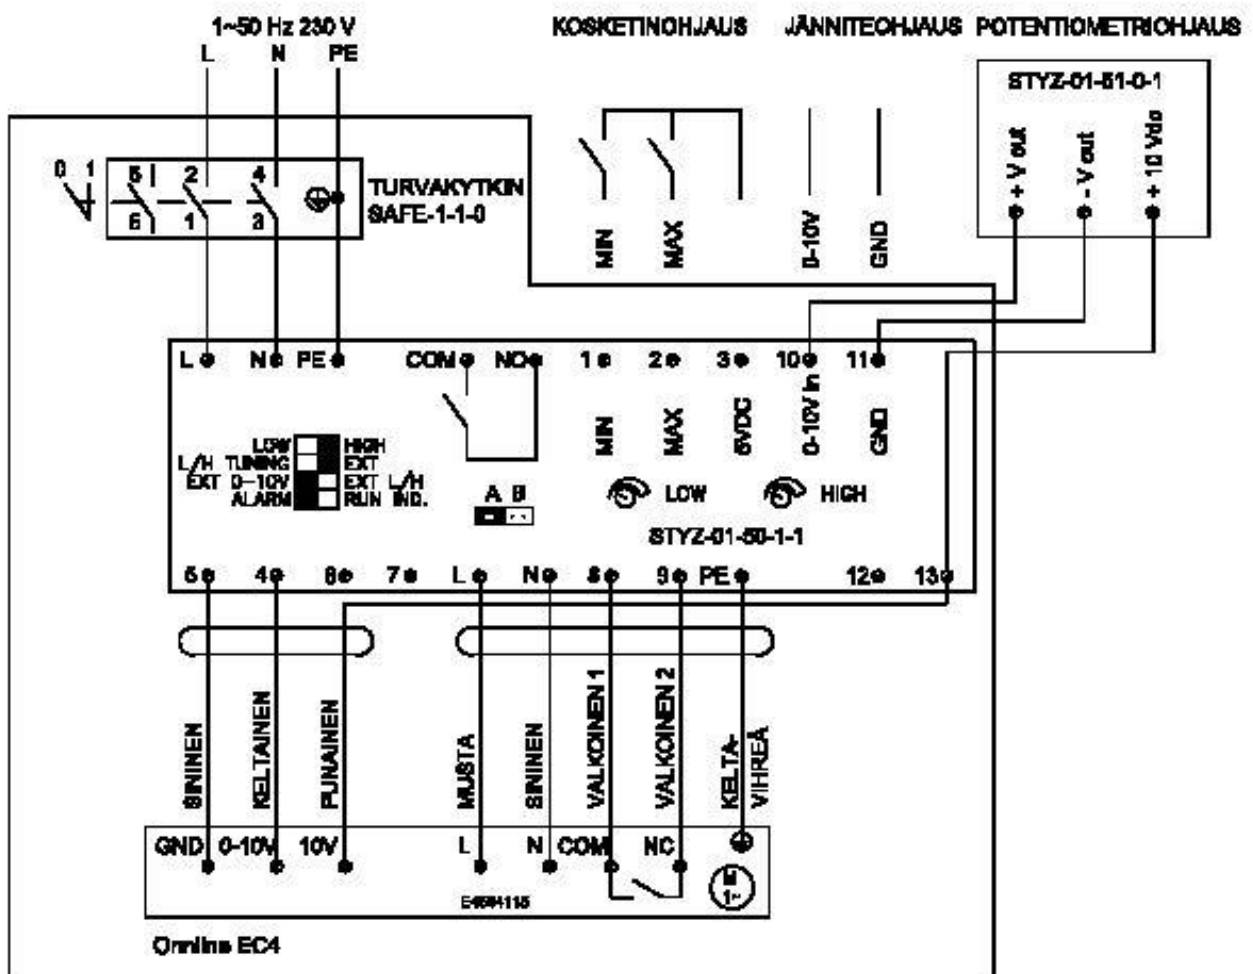 1~50 Hz 230 V
L N PE
KOSKETINOHJAUS JÄNNITEOHJAUS POTENTIOMETRIOHJAUS
STYZ-01-51-0-1
+ V out
- V out
+ 10 Vdc
0 1
5 2 4
6 1 3
TURVAKYTKIN
SAFE-1-1-0
MIN
MAX
0-10V
GND
L N PE COM NO 1 2 3 10 11
MIN
MAX
5VDC
0-10V in
GND
LOW HIGH
L/H TUNING EXT
EXT 0-10V EXT L/H
ALARM RUN IND.
A B
LOW HIGH
STYZ-01-50-1-1
5 4 6 7 L N 8 9 PE 12 13
SININEN
KELTAINEN
PUNAINEN
MUSTA
SININEN
VALKOINEN 1
VALKOINEN 2
KELTA-
VIHREÄ
GND 0-10V 10V L N COM NC
M
1~
Onnline EC4